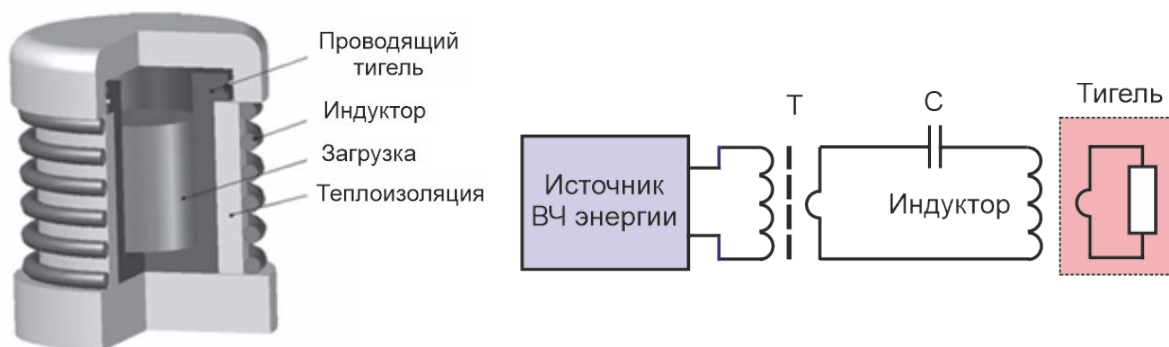 Проводящий
тигель
Индуктор
Загрузка
Теплоизоляция
Источник
ВЧ энергии
Т
С
Индуктор
Тигель